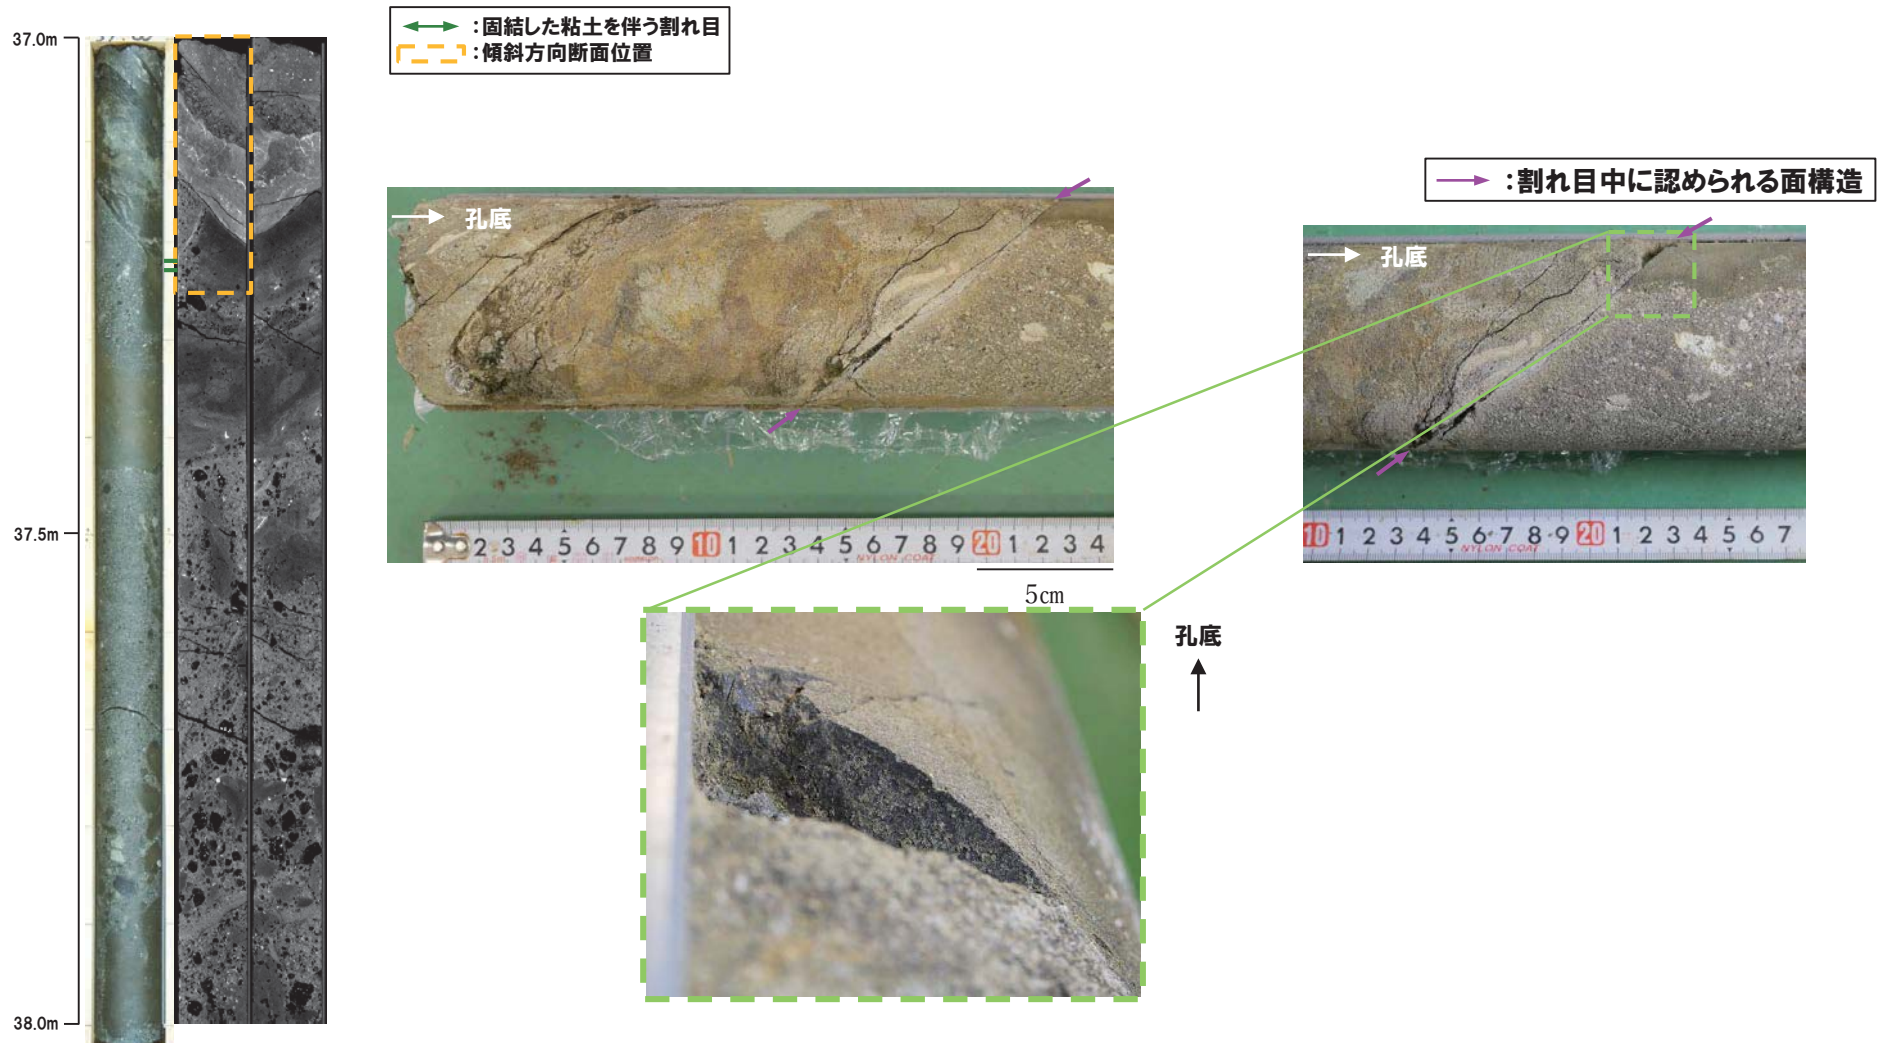 37.0m
37.5m
38.0m
:固結した粘土を伴う割れ目
:傾斜方向断面位置
孔底
2 3 4 5 6 7 8 9 10 1 2 3 4 5 6 7 8 9 20 1 2 3 4
NYLON COAT
5cm
:割れ目中に認められる面構造
孔底
10 1 2 3 4 5 6 7 8 9 20 1 2 3 4 5 6 7
NYLON COAT
孔底